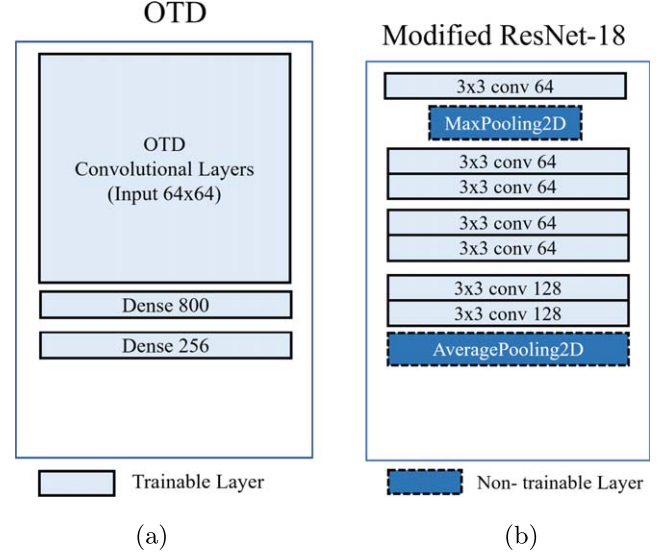 OTD
OTD
Convolutional Layers
(Input 64x64)
Dense 800
Dense 256
Trainable Layer
(a)
Modified ResNet-18
3x3 conv 64
MaxPooling2D
3x3 conv 64
3x3 conv 64
3x3 conv 64
3x3 conv 64
3x3 conv 128
3x3 conv 128
AveragePooling2D
Non- trainable Layer
(b)